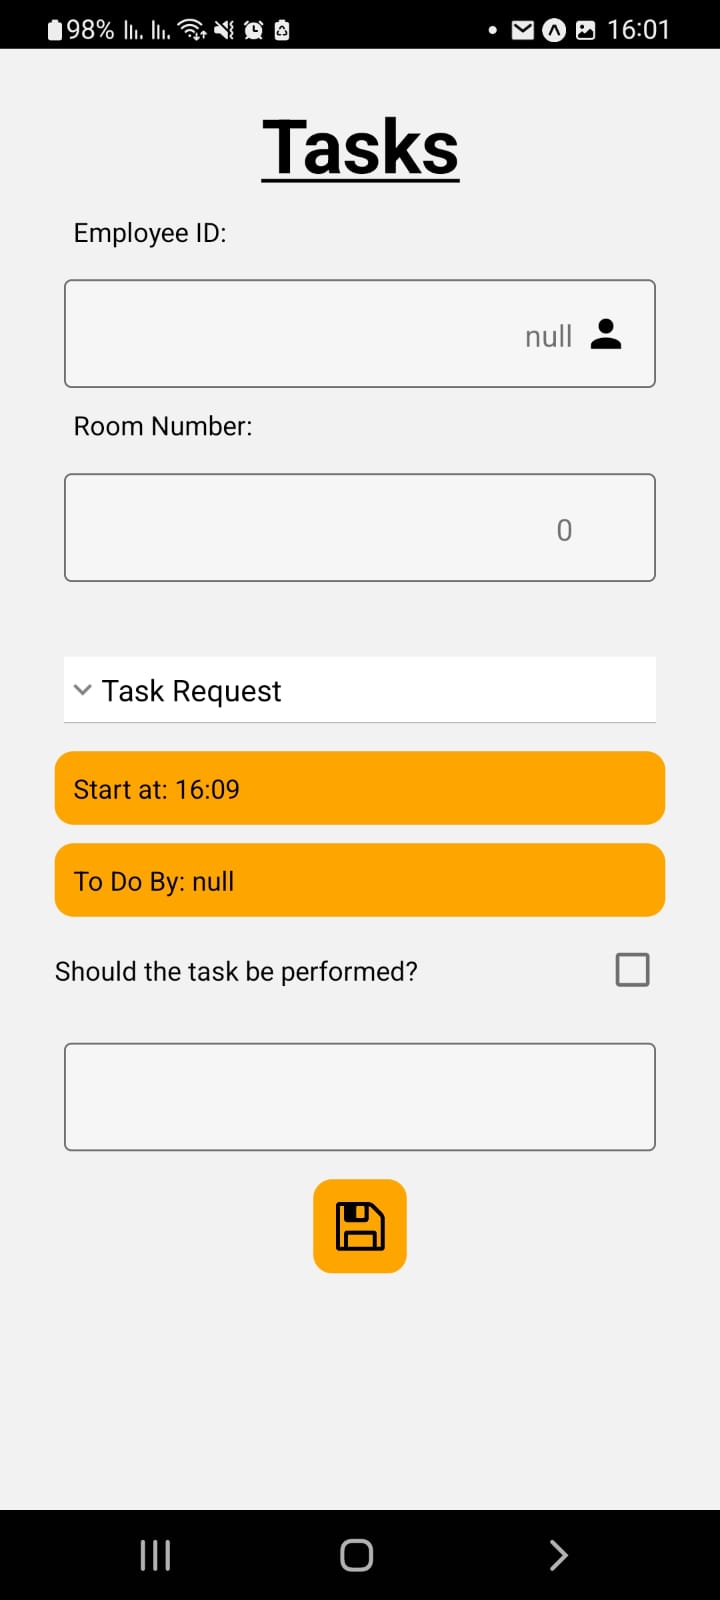 98% 16:01
Tasks
Employee ID:
null
Room Number:
0
Task Request
Start at: 16:09
To Do By: null
Should the task be performed?